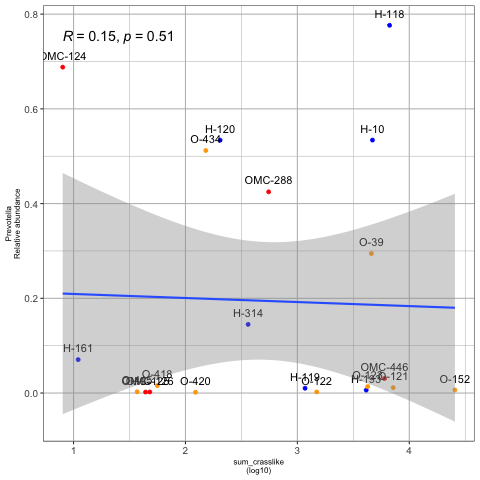 0.8
H-118
R = 0.15, p = 0.51
OMC-124
0.6
H-120
H-10
O-434
OMC-288
0.4
Prevotella
Relative abundance
O-39
0.2
H-314
H-161
OMC-446
O-418
H-119
O-420
O-122
O-121
O-152
0.0
1
2
3
4
sum_crasslike
(log10)